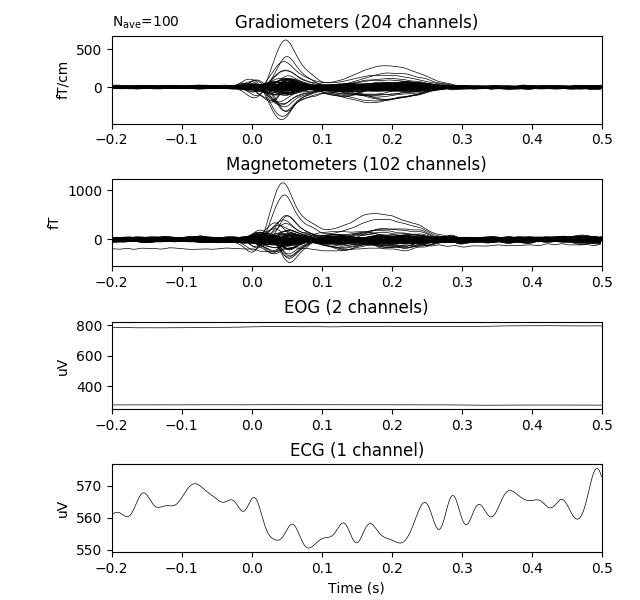 Nave=100 Gradiometers (204 channels)
500
0
fT/cm
−0.2 −0.1 0.0 0.1 0.2 0.3 0.4 0.5
Magnetometers (102 channels)
1000
0
fT
−0.2 −0.1 0.0 0.1 0.2 0.3 0.4 0.5
EOG (2 channels)
800
600
400
uV
−0.2 −0.1 0.0 0.1 0.2 0.3 0.4 0.5
ECG (1 channel)
570
560
550
uV
−0.2 −0.1 0.0 0.1 0.2 0.3 0.4 0.5
Time (s)